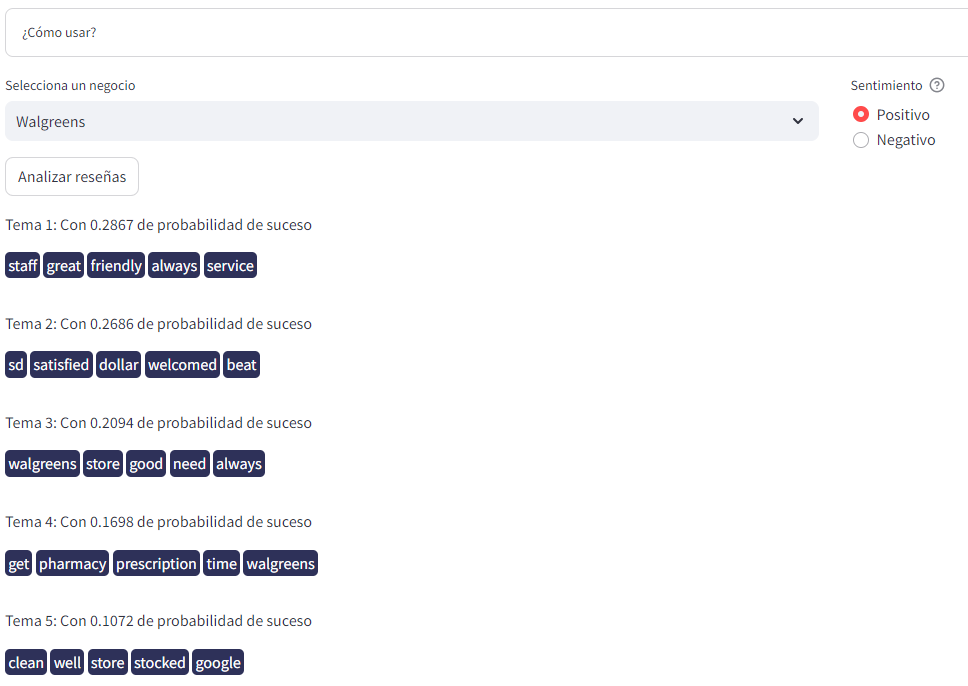 ¿Cómo usar?
Selecciona un negocio
Sentimiento ?
Walgreens
Positivo
Negativo
Analizar reseñas
Tema 1: Con 0.2867 de probabilidad de suceso
staff great friendly always service
Tema 2: Con 0.2686 de probabilidad de suceso
sd satisfied dollar welcomed beat
Tema 3: Con 0.2094 de probabilidad de suceso
walgreens store good need always
Tema 4: Con 0.1698 de probabilidad de suceso
get pharmacy prescription time walgreens
Tema 5: Con 0.1072 de probabilidad de suceso
clean well store stocked google